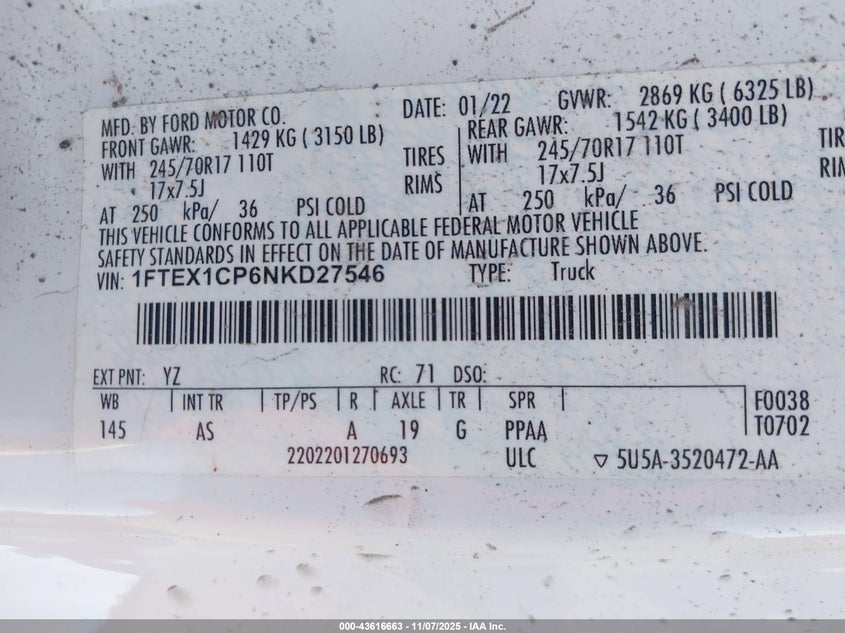 MFD. BY FORD MOTOR CO. DATE: 01/22 GVWR: 2869 KG ( 6325 LB)
FRONT GAWR: 1429 KG ( 3150 LB) REAR GAWR: 1542 KG ( 3400 LB)
WITH 245/70R17 110T TIRES WITH 245/70R17 110T
17x7.5J RIMS 17x7.5J
AT 250 kPa/ 36 PSI COLD AT 250 kPa/ 36 PSI COLD
THIS VEHICLE CONFORMS TO ALL APPLICABLE FEDERAL MOTOR VEHICLE
SAFETY STANDARDS IN EFFECT ON THE DATE OF MANUFACTURE SHOWN ABOVE.
VIN: 1FTEX1CP6NKD27546 TYPE: Truck
EXT PNT: YZ RC: 71 DSO:
WB INT TR TP/PS R AXLE TR SPR F0038
145 AS A 19 G PPAA T0702
2202201270693 ULC ▽ 5U5A-3520472-AA
000-43616663 - 11/07/2025 - IAA Inc.